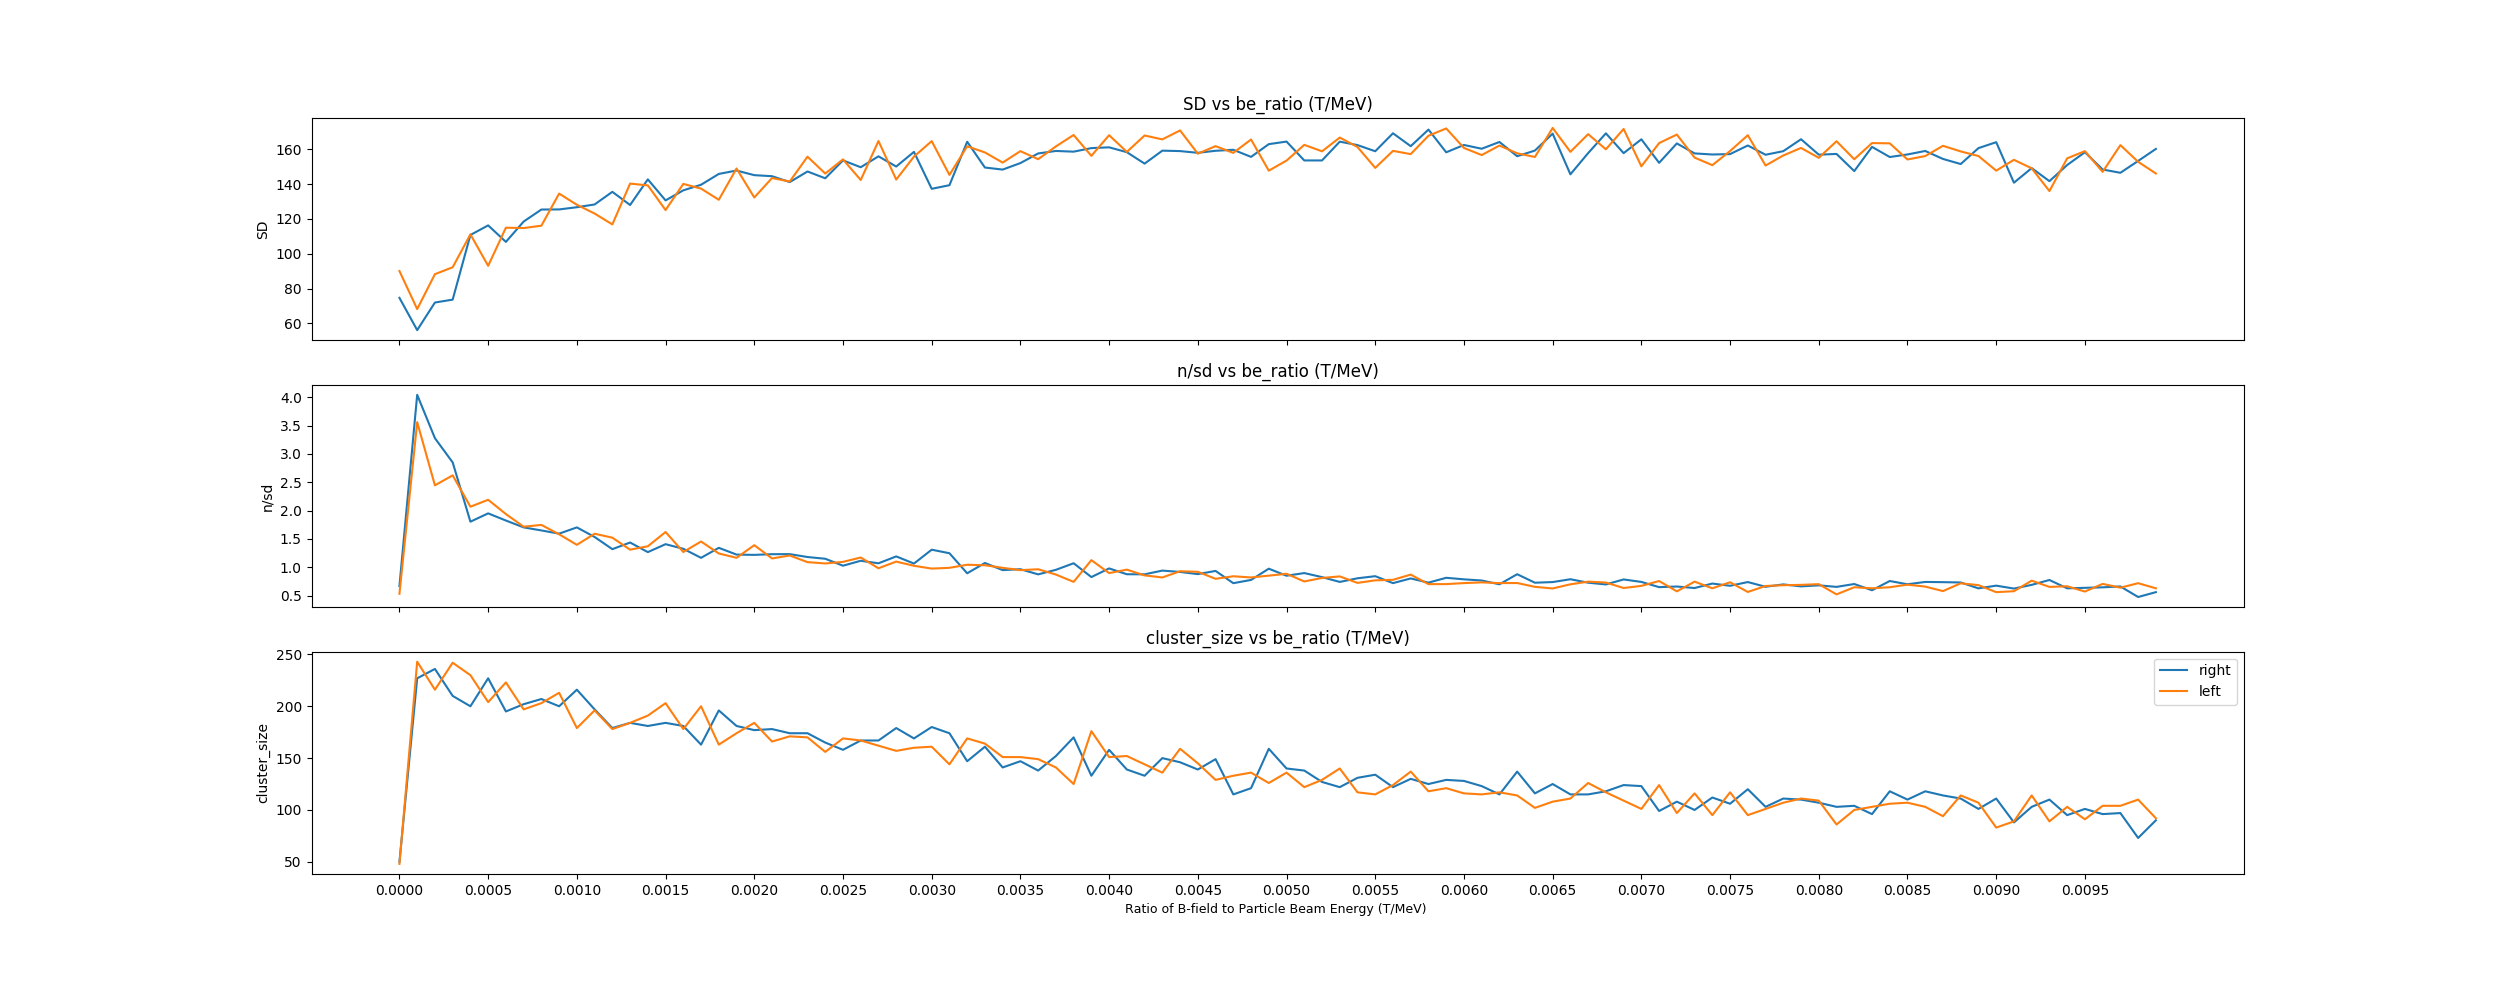 SD vs be_ratio (T/MeV)
160
140
120
100
80
60
SD
n/sd vs be_ratio (T/MeV)
4.0
3.5
3.0
2.5
2.0
1.5
1.0
0.5
n/sd
cluster_size vs be_ratio (T/MeV)
250
200
150
100
50
cluster_size
right
left
0.0000 0.0005 0.0010 0.0015 0.0020 0.0025 0.0030 0.0035 0.0040 0.0045 0.0050 0.0055 0.0060 0.0065 0.0070 0.0075 0.0080 0.0085 0.0090 0.0095
Ratio of B-field to Particle Beam Energy (T/MeV)